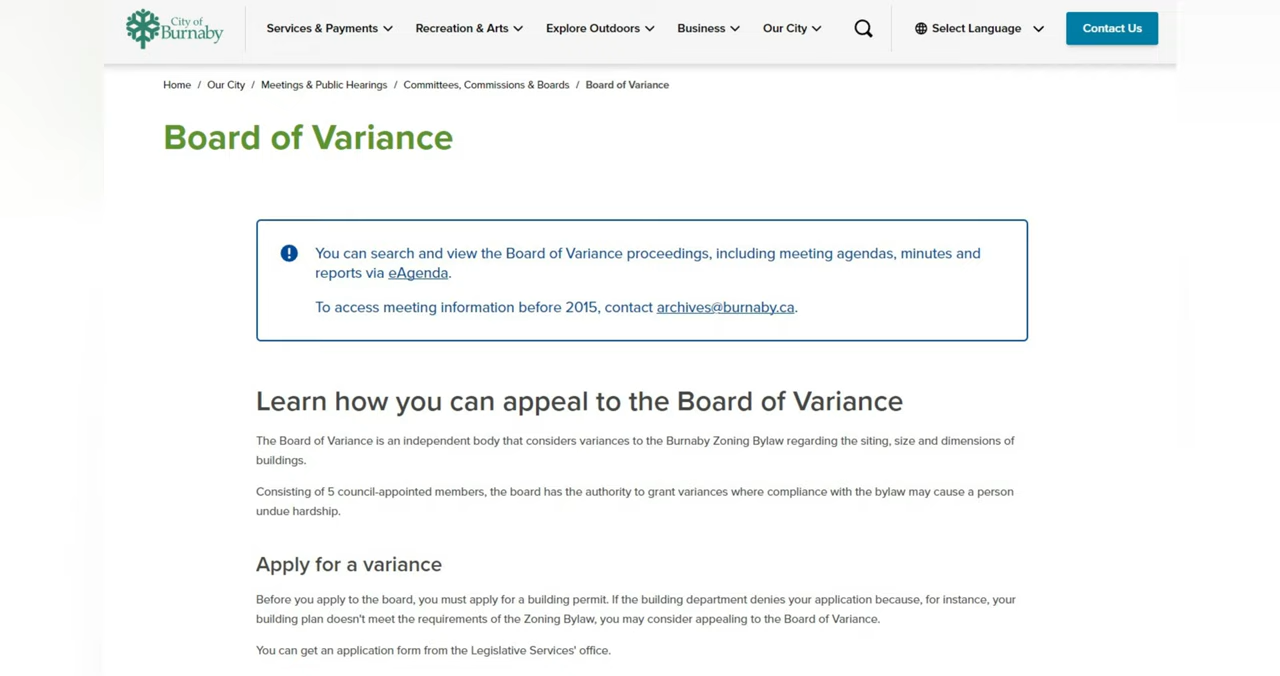 City of
Burnaby
Services & Payments
Recreation & Arts
Explore Outdoors
Business
Our City
Select Language
Contact Us
Home / Our City / Meetings & Public Hearings / Committees, Commissions & Boards / Board of Variance
Board of Variance
You can search and view the Board of Variance proceedings, including meeting agendas, minutes and
reports via eAgenda.
To access meeting information before 2015, contact archives@burnaby.ca.
Learn how you can appeal to the Board of Variance
The Board of Variance is an independent body that considers variances to the Burnaby Zoning Bylaw regarding the siting, size and dimensions of
buildings.
Consisting of 5 council-appointed members, the board has the authority to grant variances where compliance with the bylaw may cause a person
undue hardship.
Apply for a variance
Before you apply to the board, you must apply for a building permit. If the building department denies your application because, for instance, your
building plan doesn't meet the requirements of the Zoning Bylaw, you may consider appealing to the Board of Variance.
You can get an application form from the Legislative Services' office.